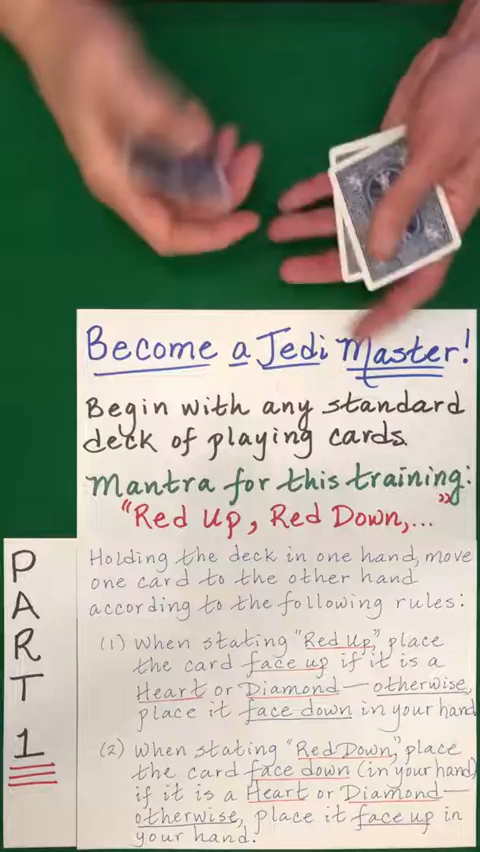 Become a Jedi Master!
Begin with any standard
deck of playing cards.
Mantra for this training:
"Red Up, Red Down,..."
PART 1
Holding the deck in one hand, move
one card to the other hand
according to the following rules:
(1) When stating "Red Up," place
the card face up if it is a
Heart or Diamond — otherwise,
place it face down in your hand
(2) When stating "Red Down," place
the card face down (in your hand)
if it is a Heart or Diamond —
otherwise, place it face up in
your hand.